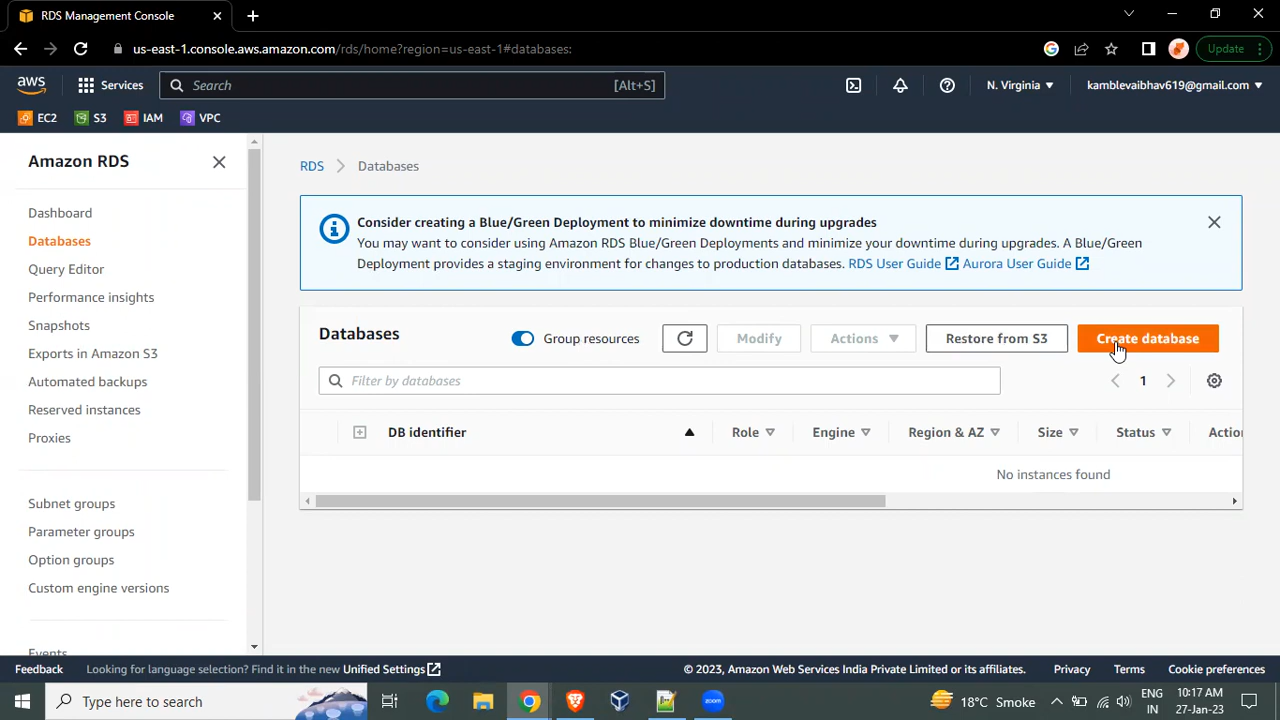 RDS Management Console
us-east-1.console.aws.amazon.com/rds/home?region=us-east-1#databases:
Update
aws
Services
Search
[Alt+S]
N. Virginia
kamblevaibhav619@gmail.com
EC2
S3
IAM
VPC
Amazon RDS
Dashboard
Databases
Query Editor
Performance insights
Snapshots
Exports in Amazon S3
Automated backups
Reserved instances
Proxies
Subnet groups
Parameter groups
Option groups
Custom engine versions
Events
RDS
Databases
Consider creating a Blue/Green Deployment to minimize downtime during upgrades
You may want to consider using Amazon RDS Blue/Green Deployments and minimize your downtime during upgrades. A Blue/Green
Deployment provides a staging environment for changes to production databases. RDS User Guide Aurora User Guide
Databases
Group resources
Modify
Actions
Restore from S3
Create database
Filter by databases
1
DB identifier
Role
Engine
Region & AZ
Size
Status
Actio
No instances found
Feedback
Looking for language selection? Find it in the new Unified Settings
© 2023, Amazon Web Services India Private Limited or its affiliates.
Privacy
Terms
Cookie preferences
Type here to search
18°C Smoke
ENG
IN
10:17 AM
27-Jan-23
zoom